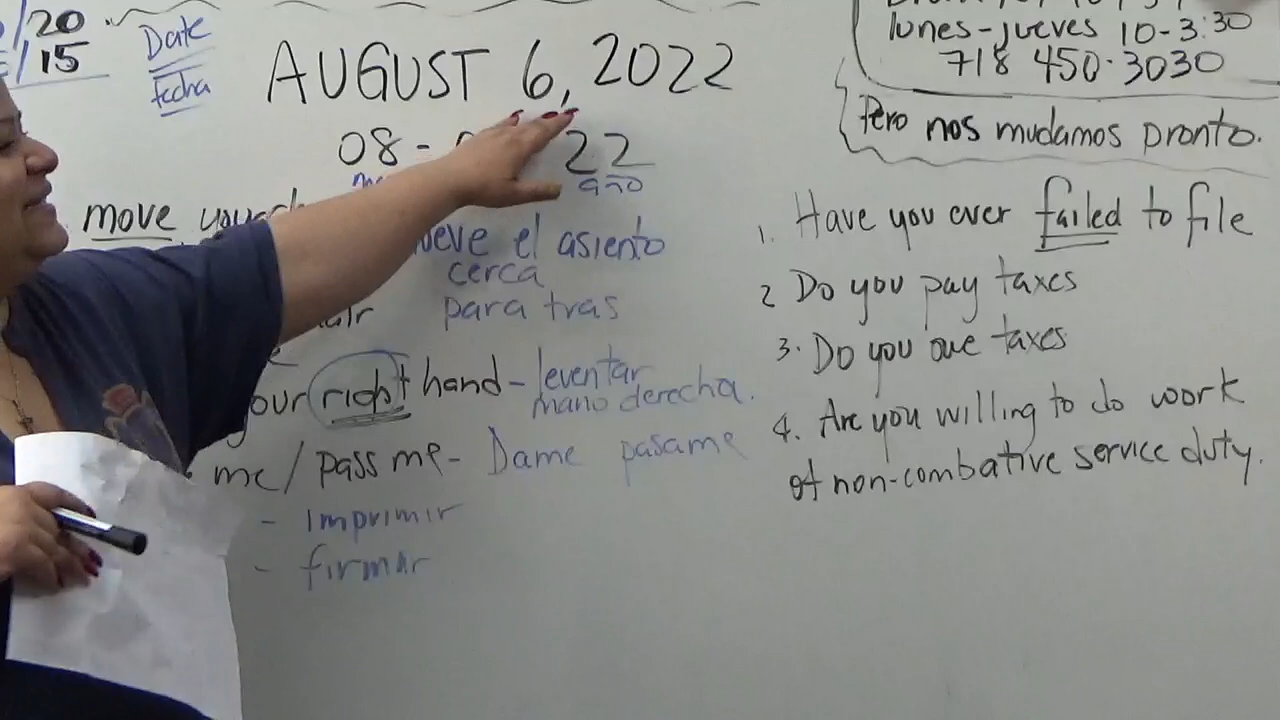 /20
/15
Date
Fecha
AUGUST 6, 2022
08 - 22
año
move your
ueve el asiento
cerca
para tras
your right hand - leventar
mano derecha.
me / pass me - Dame pasame
- imprimir
- firmar
lunes - jueves 10-3:30
718 450-3030
Pero nos mudamos pronto.
1. Have you ever failed to file
2 Do you pay taxes
3. Do you owe taxes
4. Are you willing to do work
of non-combative service duty.